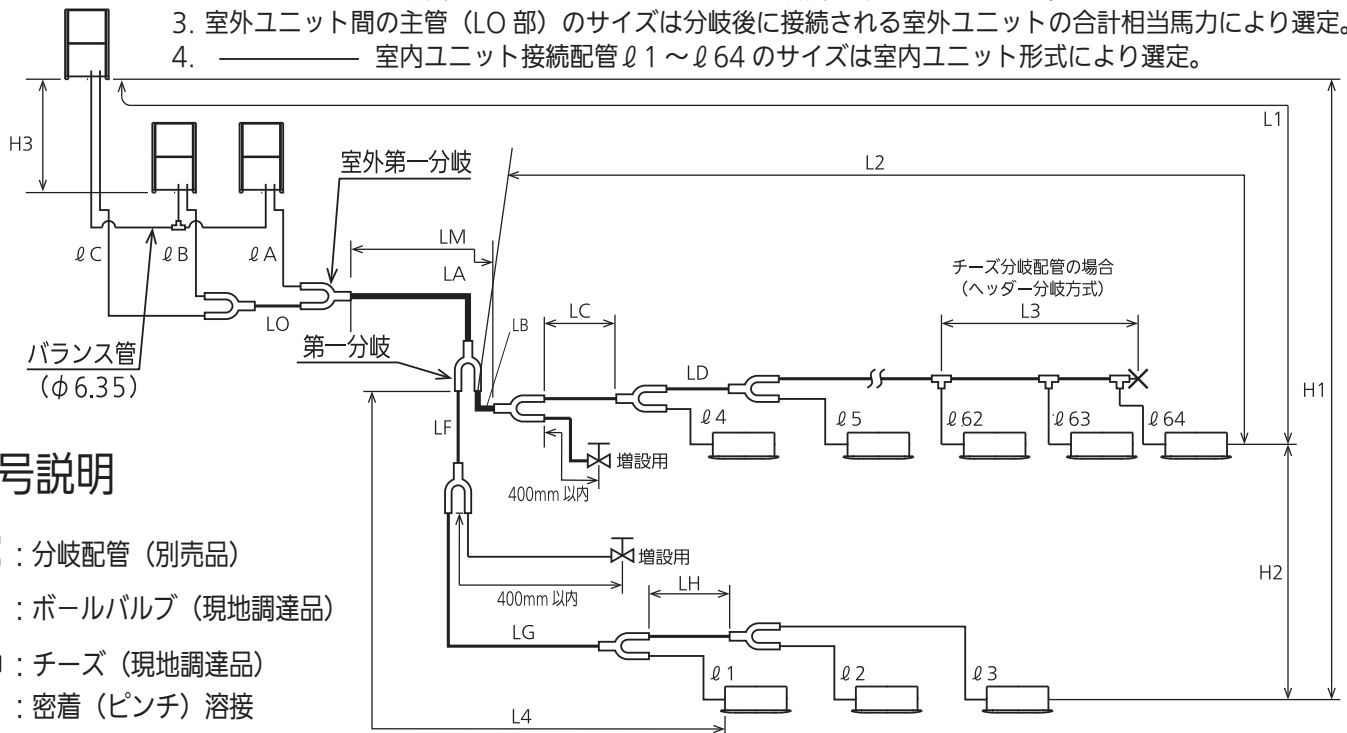 3. 室外ユニット間の主管（LO 部）のサイズは分岐後に接続される室外ユニットの合計相当馬力により選定。
4. ――― 室内ユニット接続配管ℓ1～ℓ64 のサイズは室内ユニット形式により選定。
H3
L1
室外第一分岐
L2
LM
ℓC
ℓB
ℓA
LA
チーズ分岐配管の場合
（ヘッダー分岐方式）
LC
L3
LO
LB
バランス管
（φ6.35）
第一分岐
LD
H1
LF
ℓ4
ℓ5
ℓ62
ℓ63
ℓ64
増設用
400mm 以内
号説明
：分岐配管（別売品）
増設用
400mm 以内
LH
H2
：ボールバルブ（現地調達品）
LG
：チーズ（現地調達品）
ℓ1
ℓ2
ℓ3
：密着（ピンチ）溶接
L4